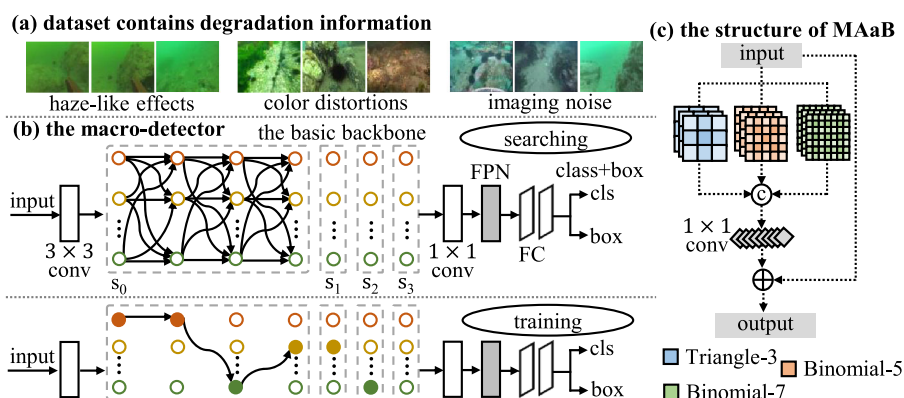 (a) dataset contains degradation information
haze-like effects
color distortions
imaging noise
(b) the macro-detector
the basic backbone
searching
input
3 × 3
conv
s0
s1
s2
s3
1 × 1
conv
FPN
FC
class+box
cls
box
training
input
cls
box
(c) the structure of MAaB
input
c
1 × 1
conv
output
Triangle-3
Binomial-5
Binomial-7